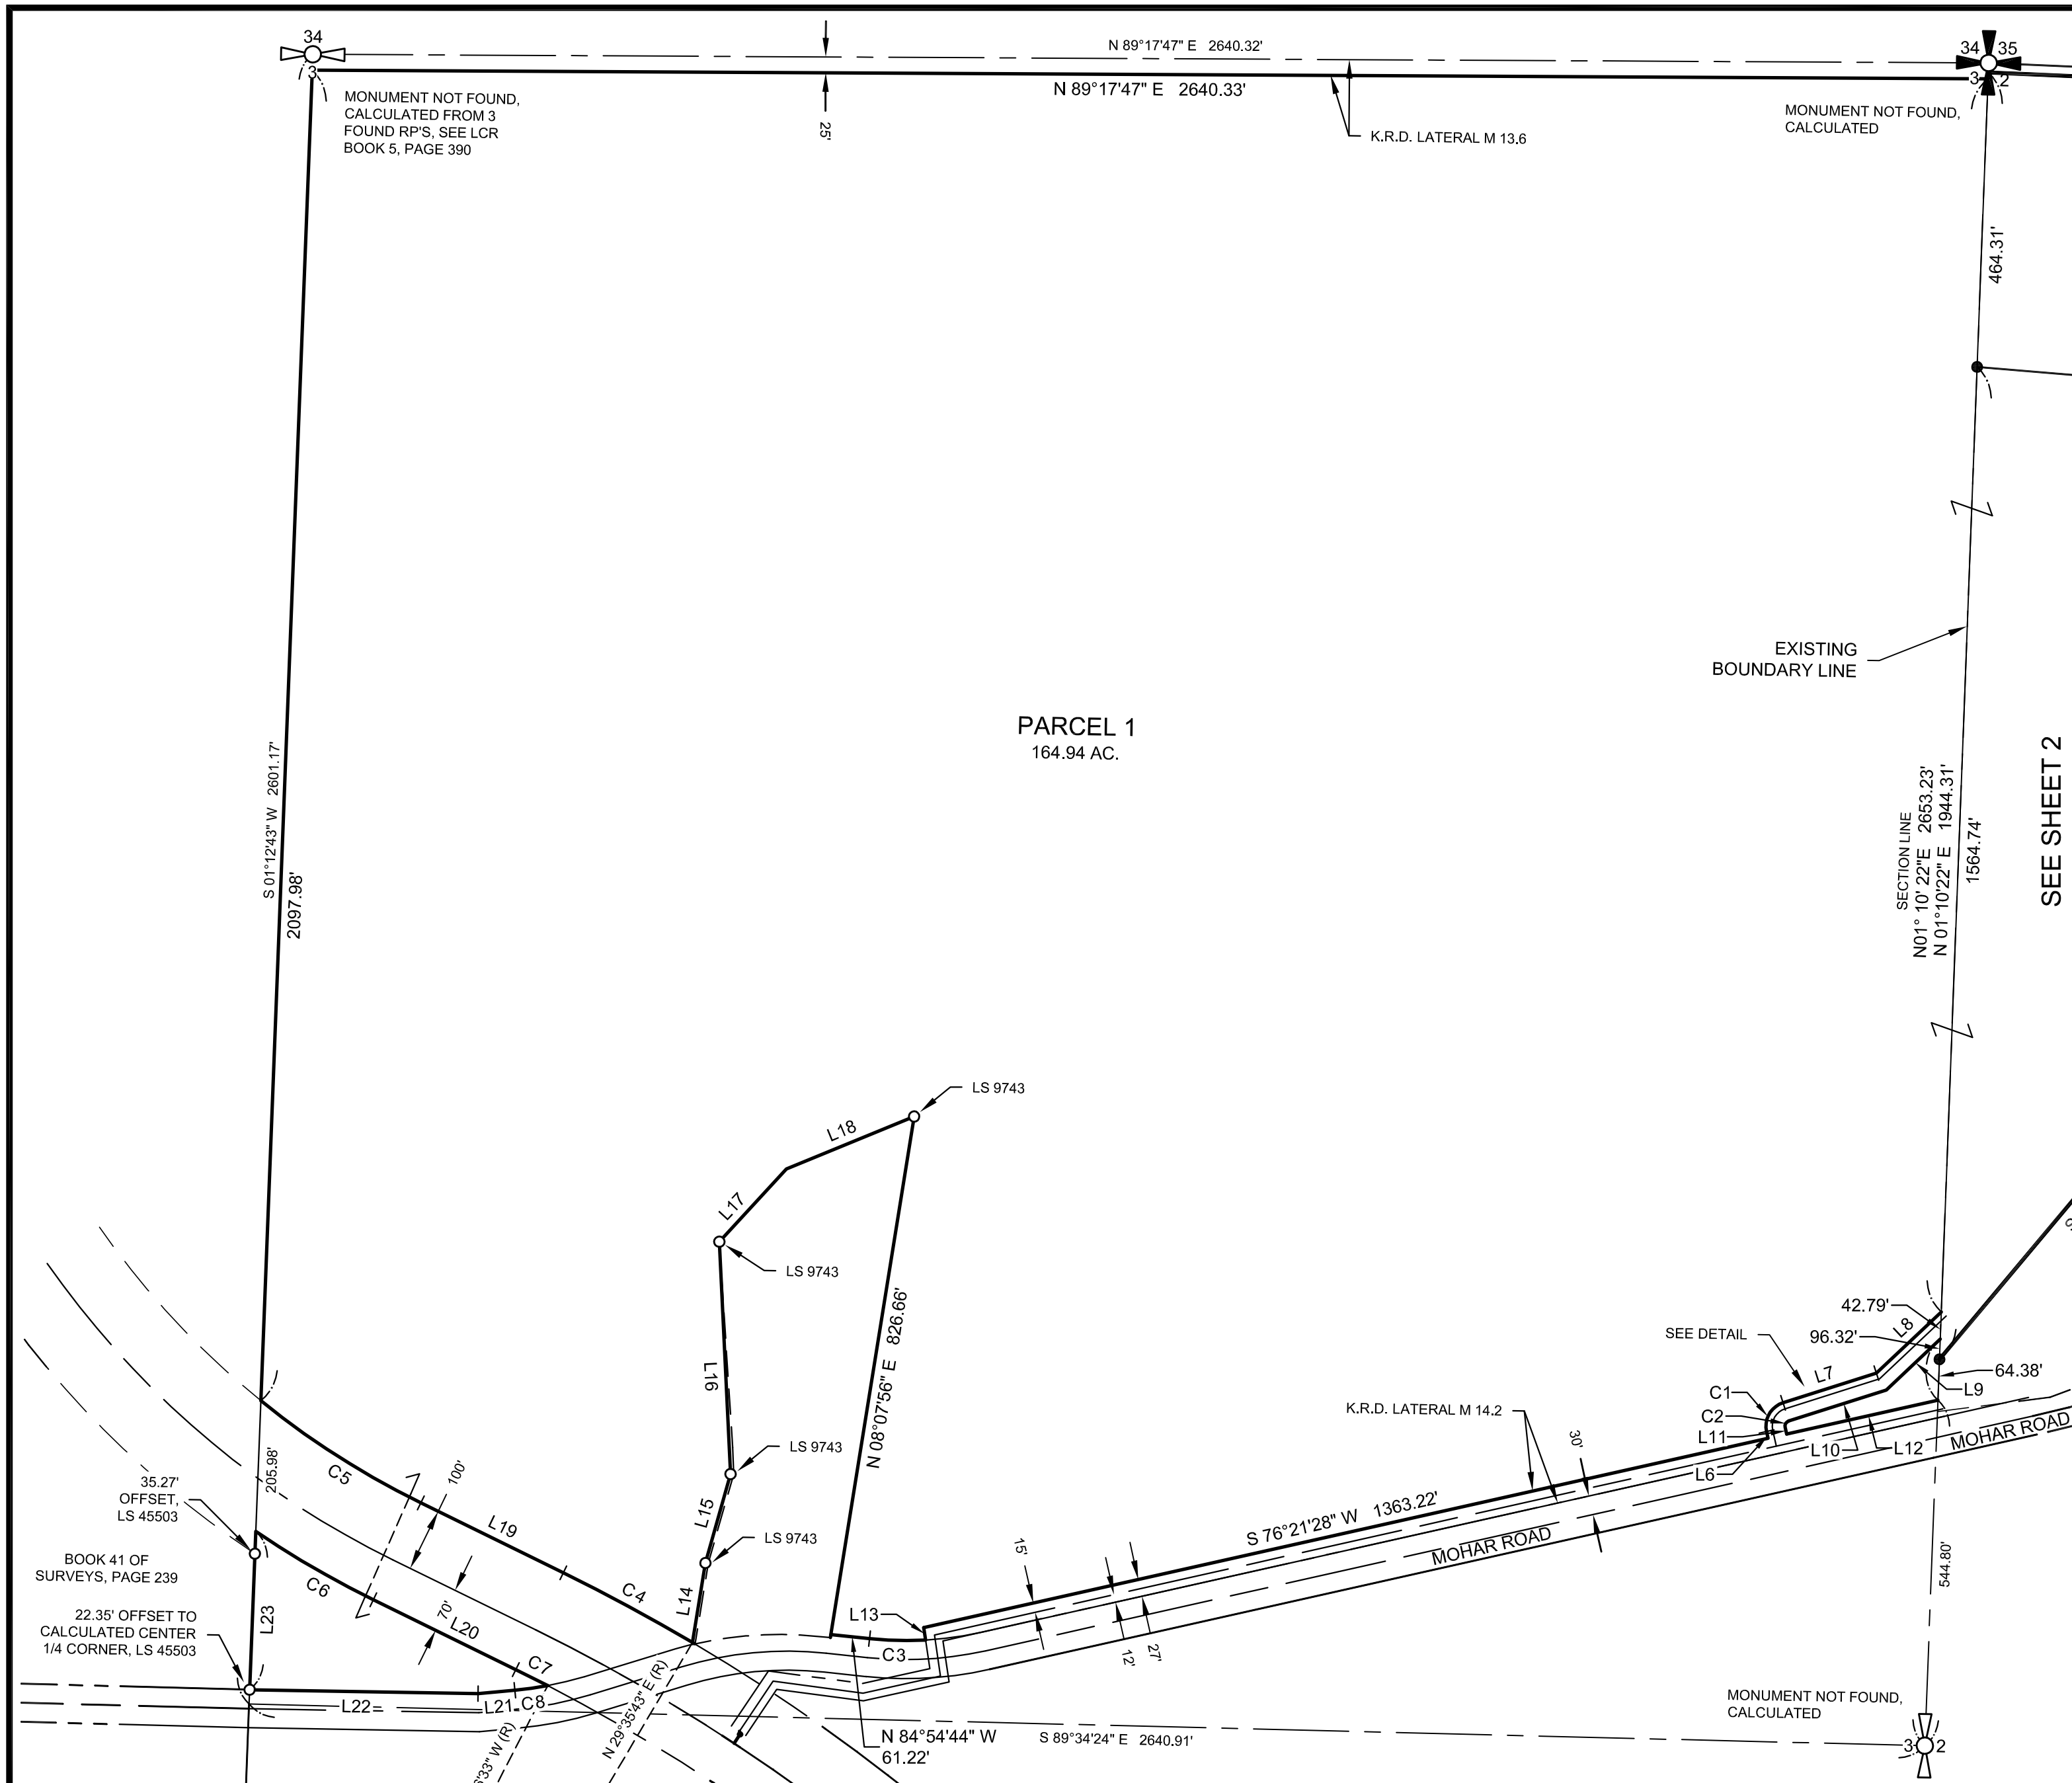 34
3
N 89°17'47" E 2640.32'
N 89°17'47" E 2640.33'
34 35
3 2
MONUMENT NOT FOUND,
CALCULATED FROM 3
FOUND RP'S, SEE LCR
BOOK 5, PAGE 390
25'
K.R.D. LATERAL M 13.6
MONUMENT NOT FOUND,
CALCULATED
464.31'
EXISTING
BOUNDARY LINE
PARCEL 1
164.94 AC.
S 01°12'43" W 2601.17'
2097.98'
SECTION LINE
N01° 10' 22"E 2653.23'
N 01°10'22" E 1944.31'
1564.74'
SEE SHEET 2
LS 9743
L18
L17
LS 9743
L16
N 08°07'56" E 826.66'
LS 9743
L15
LS 9743
L14
42.79'
L8
SEE DETAIL
96.32'
64.38'
L7
L9
C1
C2
L11
L10
L12
L6
MOHAR ROAD
K.R.D. LATERAL M 14.2
30'
S 76°21'28" W 1363.22'
MOHAR ROAD
15'
12'
27'
544.80'
C5
100'
205.98'
35.27'
OFFSET,
LS 45503
L19
C4
BOOK 41 OF
SURVEYS, PAGE 239
C6
70'
L20
22.35' OFFSET TO
CALCULATED CENTER
1/4 CORNER, LS 45503
L23
L13
C3
C7
L22
L21
C8
N 29°35'43" E (R)
6'33" W (R)
N 84°54'44" W
61.22'
S 89°34'24" E 2640.91'
MONUMENT NOT FOUND,
CALCULATED
3 2